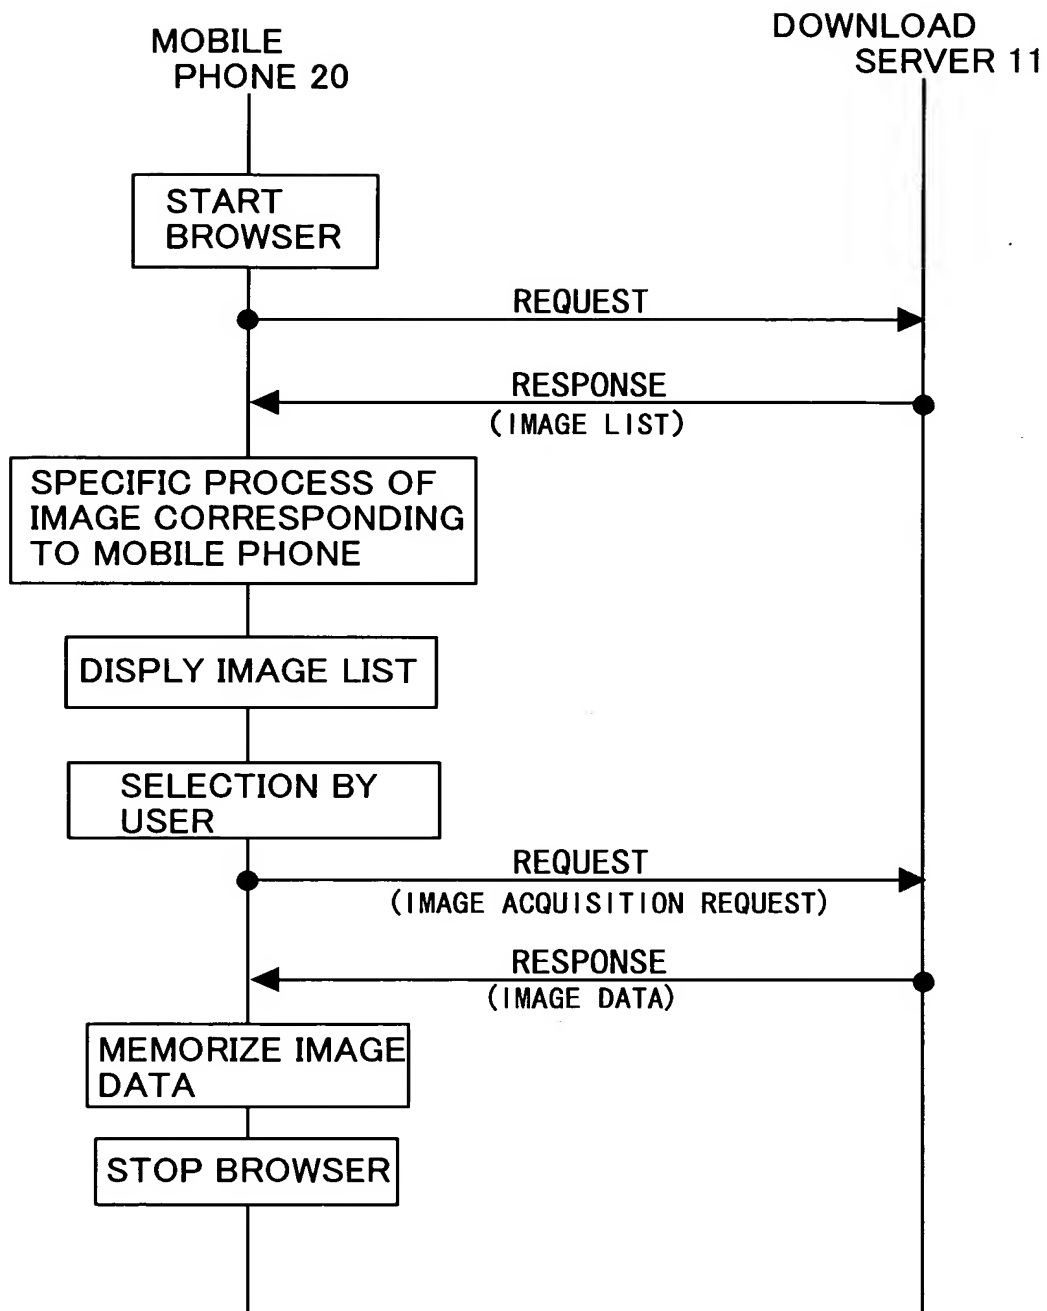 MOBILE
PHONE 20
DOWNLOAD
SERVER 11
START
BROWSER
REQUEST
RESPONSE
(IMAGE LIST)
SPECIFIC PROCESS OF
IMAGE CORRESPONDING
TO MOBILE PHONE
DISPLY IMAGE LIST
SELECTION BY
USER
REQUEST
(IMAGE ACQUISITION REQUEST)
RESPONSE
(IMAGE DATA)
MEMORIZE IMAGE
DATA
STOP BROWSER